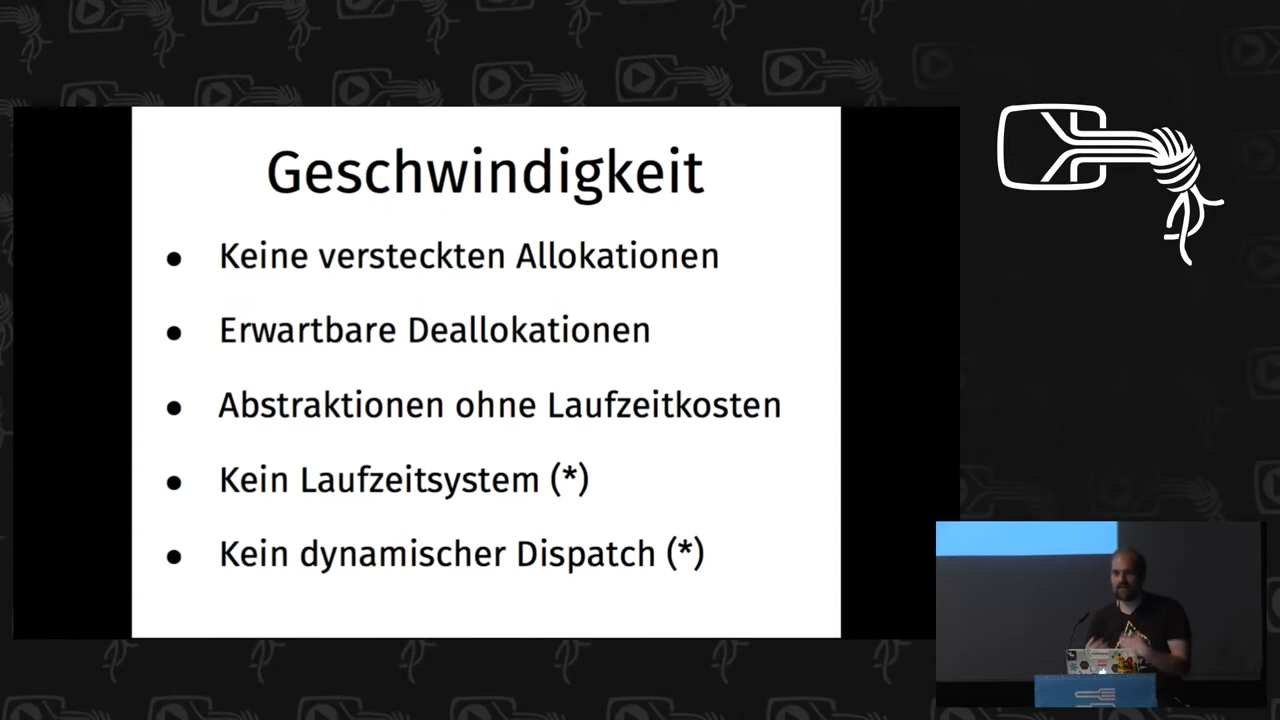 Geschwindigkeit
● Keine versteckten Allokationen
● Erwartbare Deallokationen
● Abstraktionen ohne Laufzeitkosten
● Kein Laufzeitsystem (*)
● Kein dynamischer Dispatch (*)